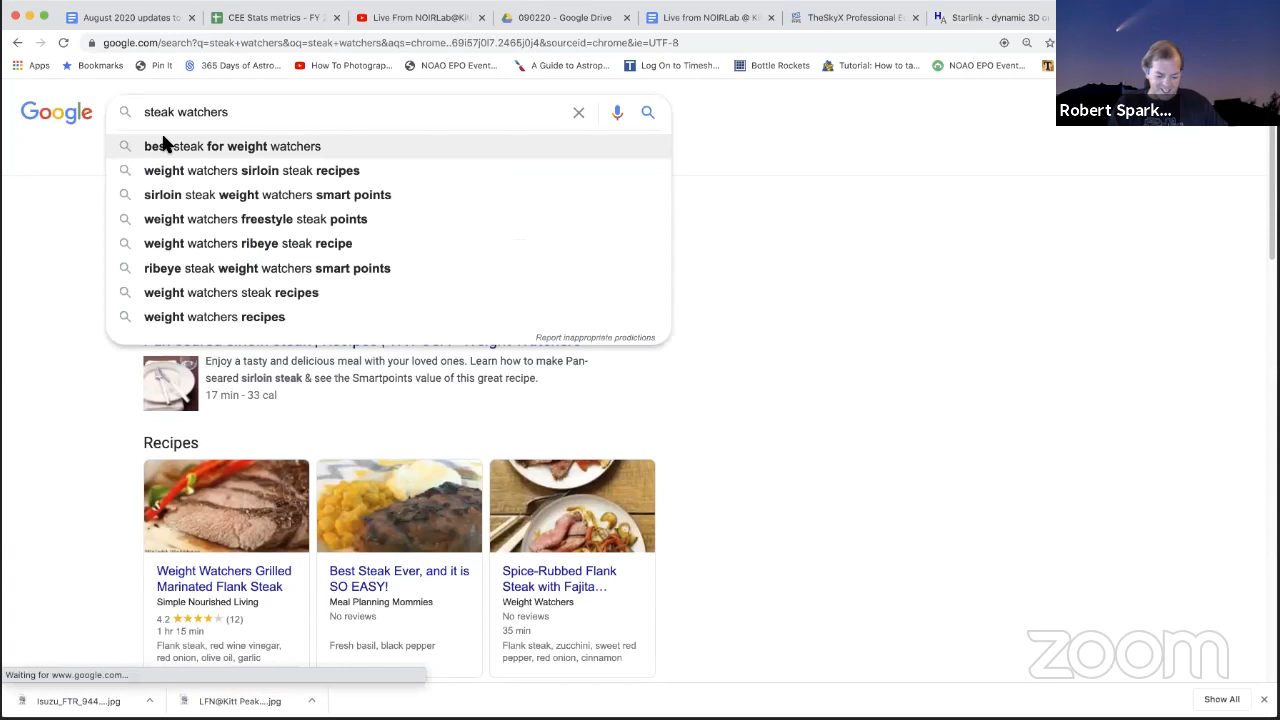 August 2020 updates to
CEE Stats metrics - FY 2
Live From NOIRLab@Kit
090220 - Google Drive
Live from NOIRLab @ K
TheSkyX Professional E
Starlink - dynamic 3D or
google.com/search?q=steak+watchers&oq=steak+watchers&aqs=chrome..69i57j0l7.2465j0j4&sourceid=chrome&ie=UTF-8
Apps
Bookmarks
Pin It
365 Days of Astro...
How To Photograp...
NOAO EPO Event...
A Guide to Astrop...
Log On to Timesh...
Bottle Rockets
Tutorial: How to ta...
NOAO EPO Event...
Robert Spark...
Google
steak watchers
best steak for weight watchers
weight watchers sirloin steak recipes
sirloin steak weight watchers smart points
weight watchers freestyle steak points
weight watchers ribeye steak recipe
ribeye steak weight watchers smart points
weight watchers steak recipes
weight watchers recipes
Report inappropriate predictions
Enjoy a tasty and delicious meal with your loved ones. Learn how to make Pan-
seared sirloin steak & see the Smartpoints value of this great recipe.
17 min - 33 cal
Recipes
Weight Watchers Grilled
Marinated Flank Steak
Simple Nourished Living
4.2 (12)
1 hr 15 min
Flank steak, red wine vinegar,
red onion, olive oil, garlic
Best Steak Ever, and it is
SO EASY!
Meal Planning Mommies
No reviews
Fresh basil, black pepper
Spice-Rubbed Flank
Steak with Fajita...
Weight Watchers
No reviews
35 min
Flank steak, zucchini, sweet red
pepper, red onion, cinnamon
zoom
Waiting for www.google.com...
Isuzu_FTR_944....jpg
LFN@Kitt Peak....jpg
Show All